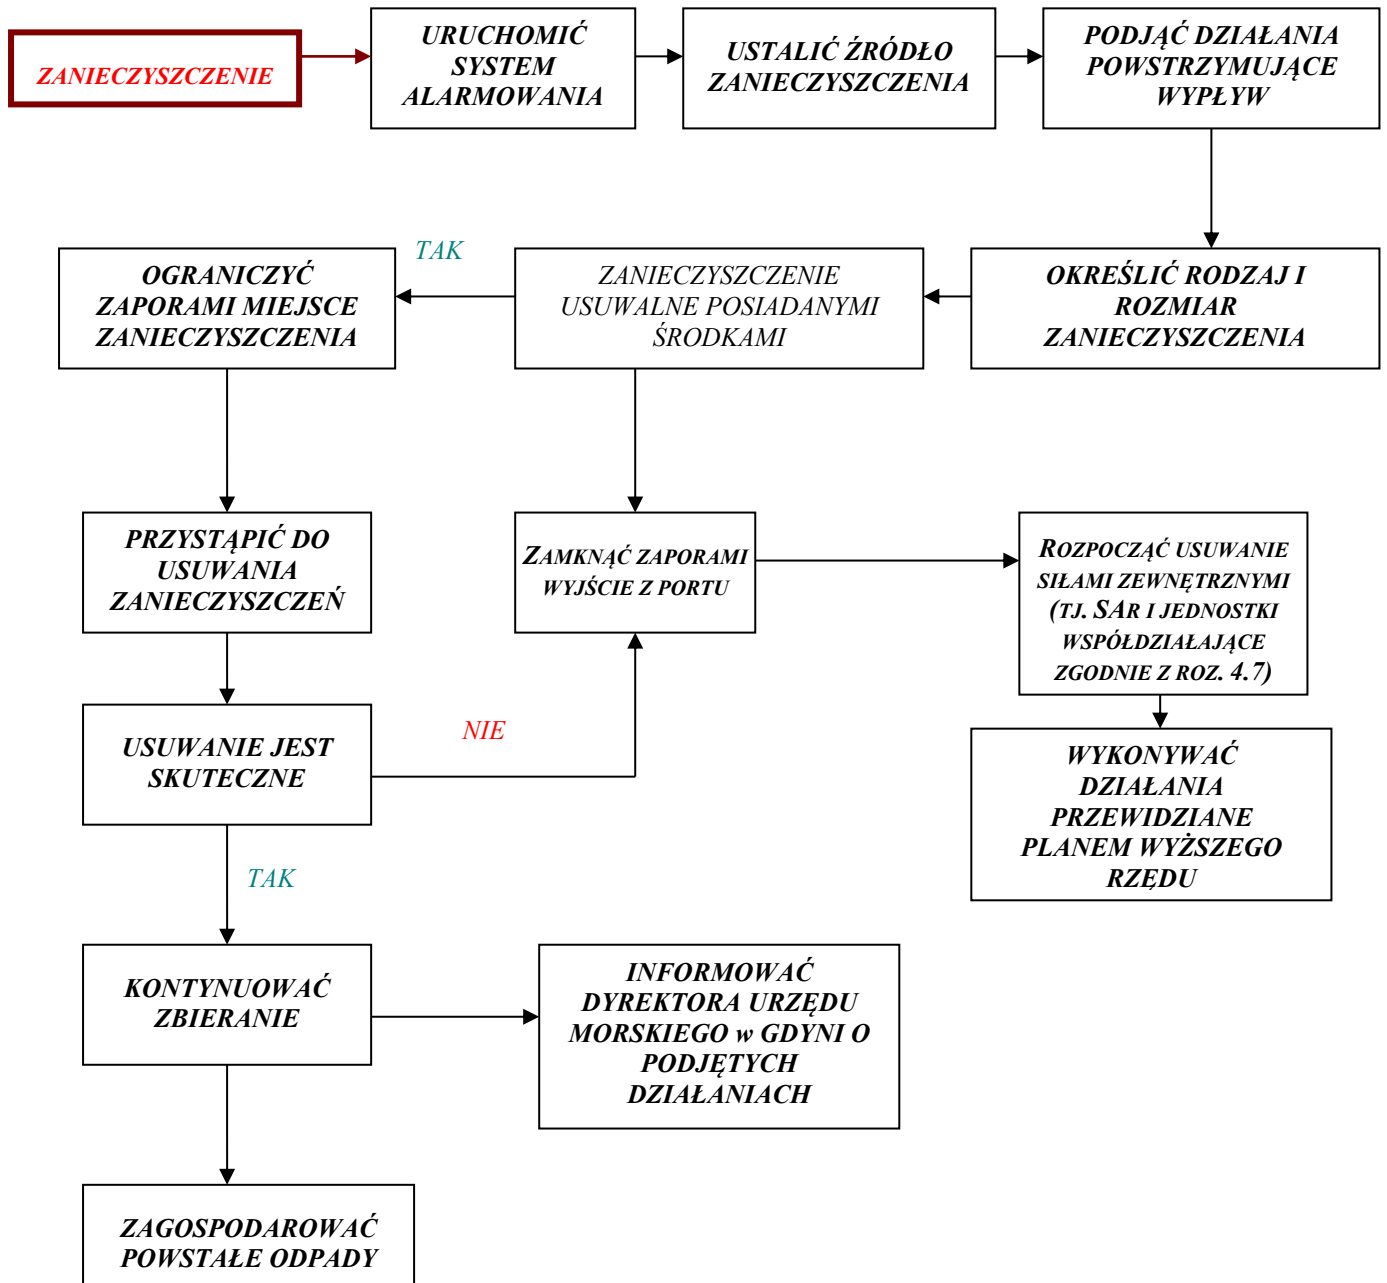 ZANIECZYSZCZENIE
URUCHOMIĆ
SYSTEM
ALARMOWANIA
USTALIĆ ŹRÓDŁO
ZANIECZYSZCZENIA
PODJĄĆ DZIAŁANIA
POWSTRZYMUJĄCE
WYPŁYW
OGRANICZYĆ
ZAPORAMI MIEJSCE
ZANIECZYSZCZENIA
TAK
ZANIECZYSZCZENIE
USUWALNE POSIADANYMI
ŚRODKAMI
OKREŚLIĆ RODZAJ I
ROZMIAR
ZANIECZYSZCZENIA
PRZYSTĄPIĆ DO
USUWANIA
ZANIECZYSZCZEŃ
ZAMKNĄĆ ZAPORAMI
WYJŚCIE Z PORTU
ROZPOCZĄĆ USUWANIE
SIŁAMI ZEWNĘTRZNYMI
(TJ. SAR I JEDNOSTKI
WSPÓŁDZIAŁAJĄCE
ZGODNIE Z ROZ. 4.7)
USUWANIE JEST
SKUTECZNE
NIE
WYKONYWAĆ
DZIAŁANIA
PRZEWIDZIANE
PLANEM WYŻSZEGO
RZĘDU
TAK
KONTYNUOWAĆ
ZBIERANIE
INFORMOWAĆ
DYREKTORA URZĘDU
MORSKIEGO w GDYNI O
PODJĘTYCH
DZIAŁANIACH
ZAGOSPODAROWAĆ
POWSTAŁE ODPADY